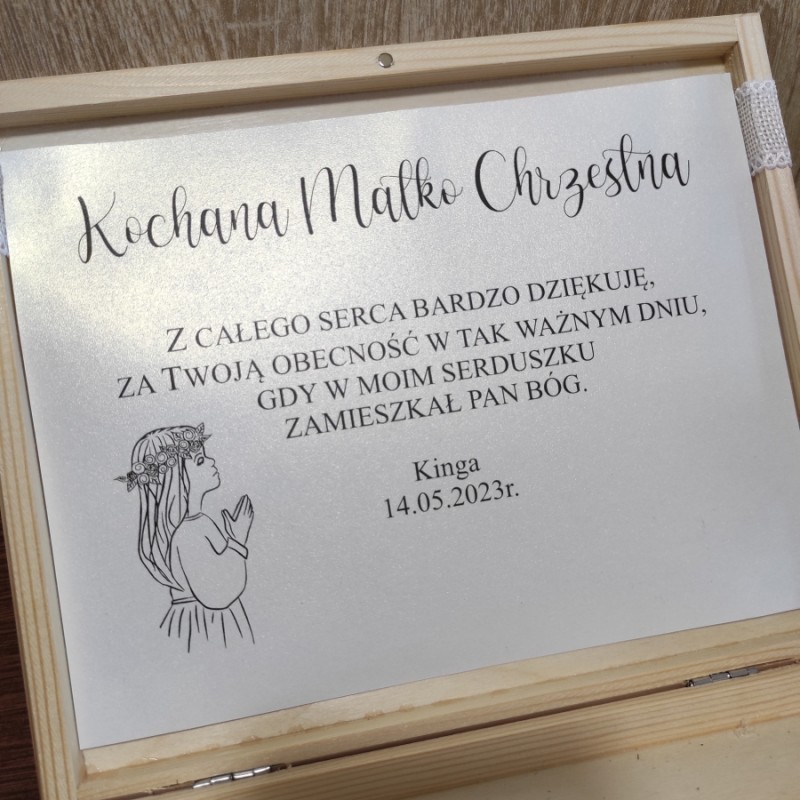 Kochana Matko Chrzestna
Z CAŁEGO SERCA BARDZO DZIĘKUJĘ,
ZA TWOJĄ OBECNOŚĆ W TAK WAŻNYM DNIU,
GDY W MOIM SERDUSZKU
ZAMIESZKAŁ PAN BÓG.
Kinga
14.05.2023r.